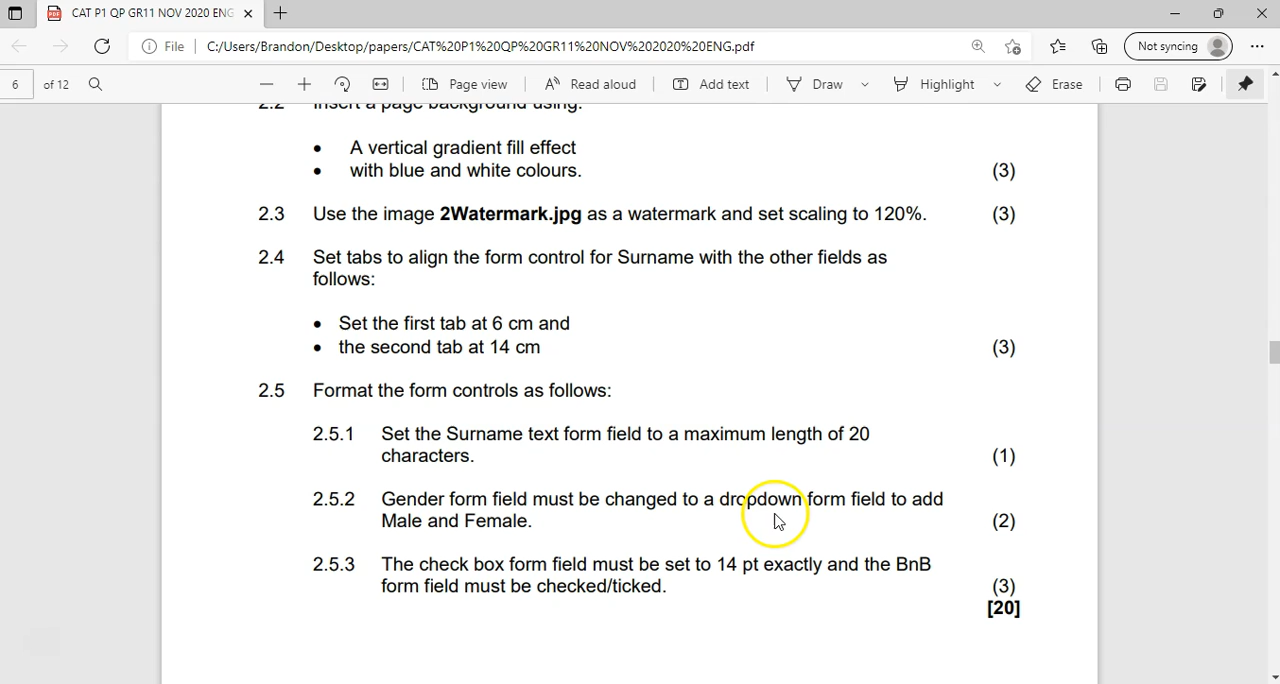 CAT P1 QP GR11 NOV 2020 ENG
File
C:/Users/Brandon/Desktop/papers/CAT%20P1%20QP%20GR11%20NOV%202020%20ENG.pdf
Not syncing
6 of 12
Page view
Read aloud
Add text
Draw
Highlight
Erase
2.2 Insert a page background using:
• A vertical gradient fill effect
• with blue and white colours. (3)
2.3 Use the image 2Watermark.jpg as a watermark and set scaling to 120%. (3)
2.4 Set tabs to align the form control for Surname with the other fields as
follows:
• Set the first tab at 6 cm and
• the second tab at 14 cm (3)
2.5 Format the form controls as follows:
2.5.1 Set the Surname text form field to a maximum length of 20
characters. (1)
2.5.2 Gender form field must be changed to a dropdown form field to add
Male and Female. (2)
2.5.3 The check box form field must be set to 14 pt exactly and the BnB
form field must be checked/ticked. (3)
[20]